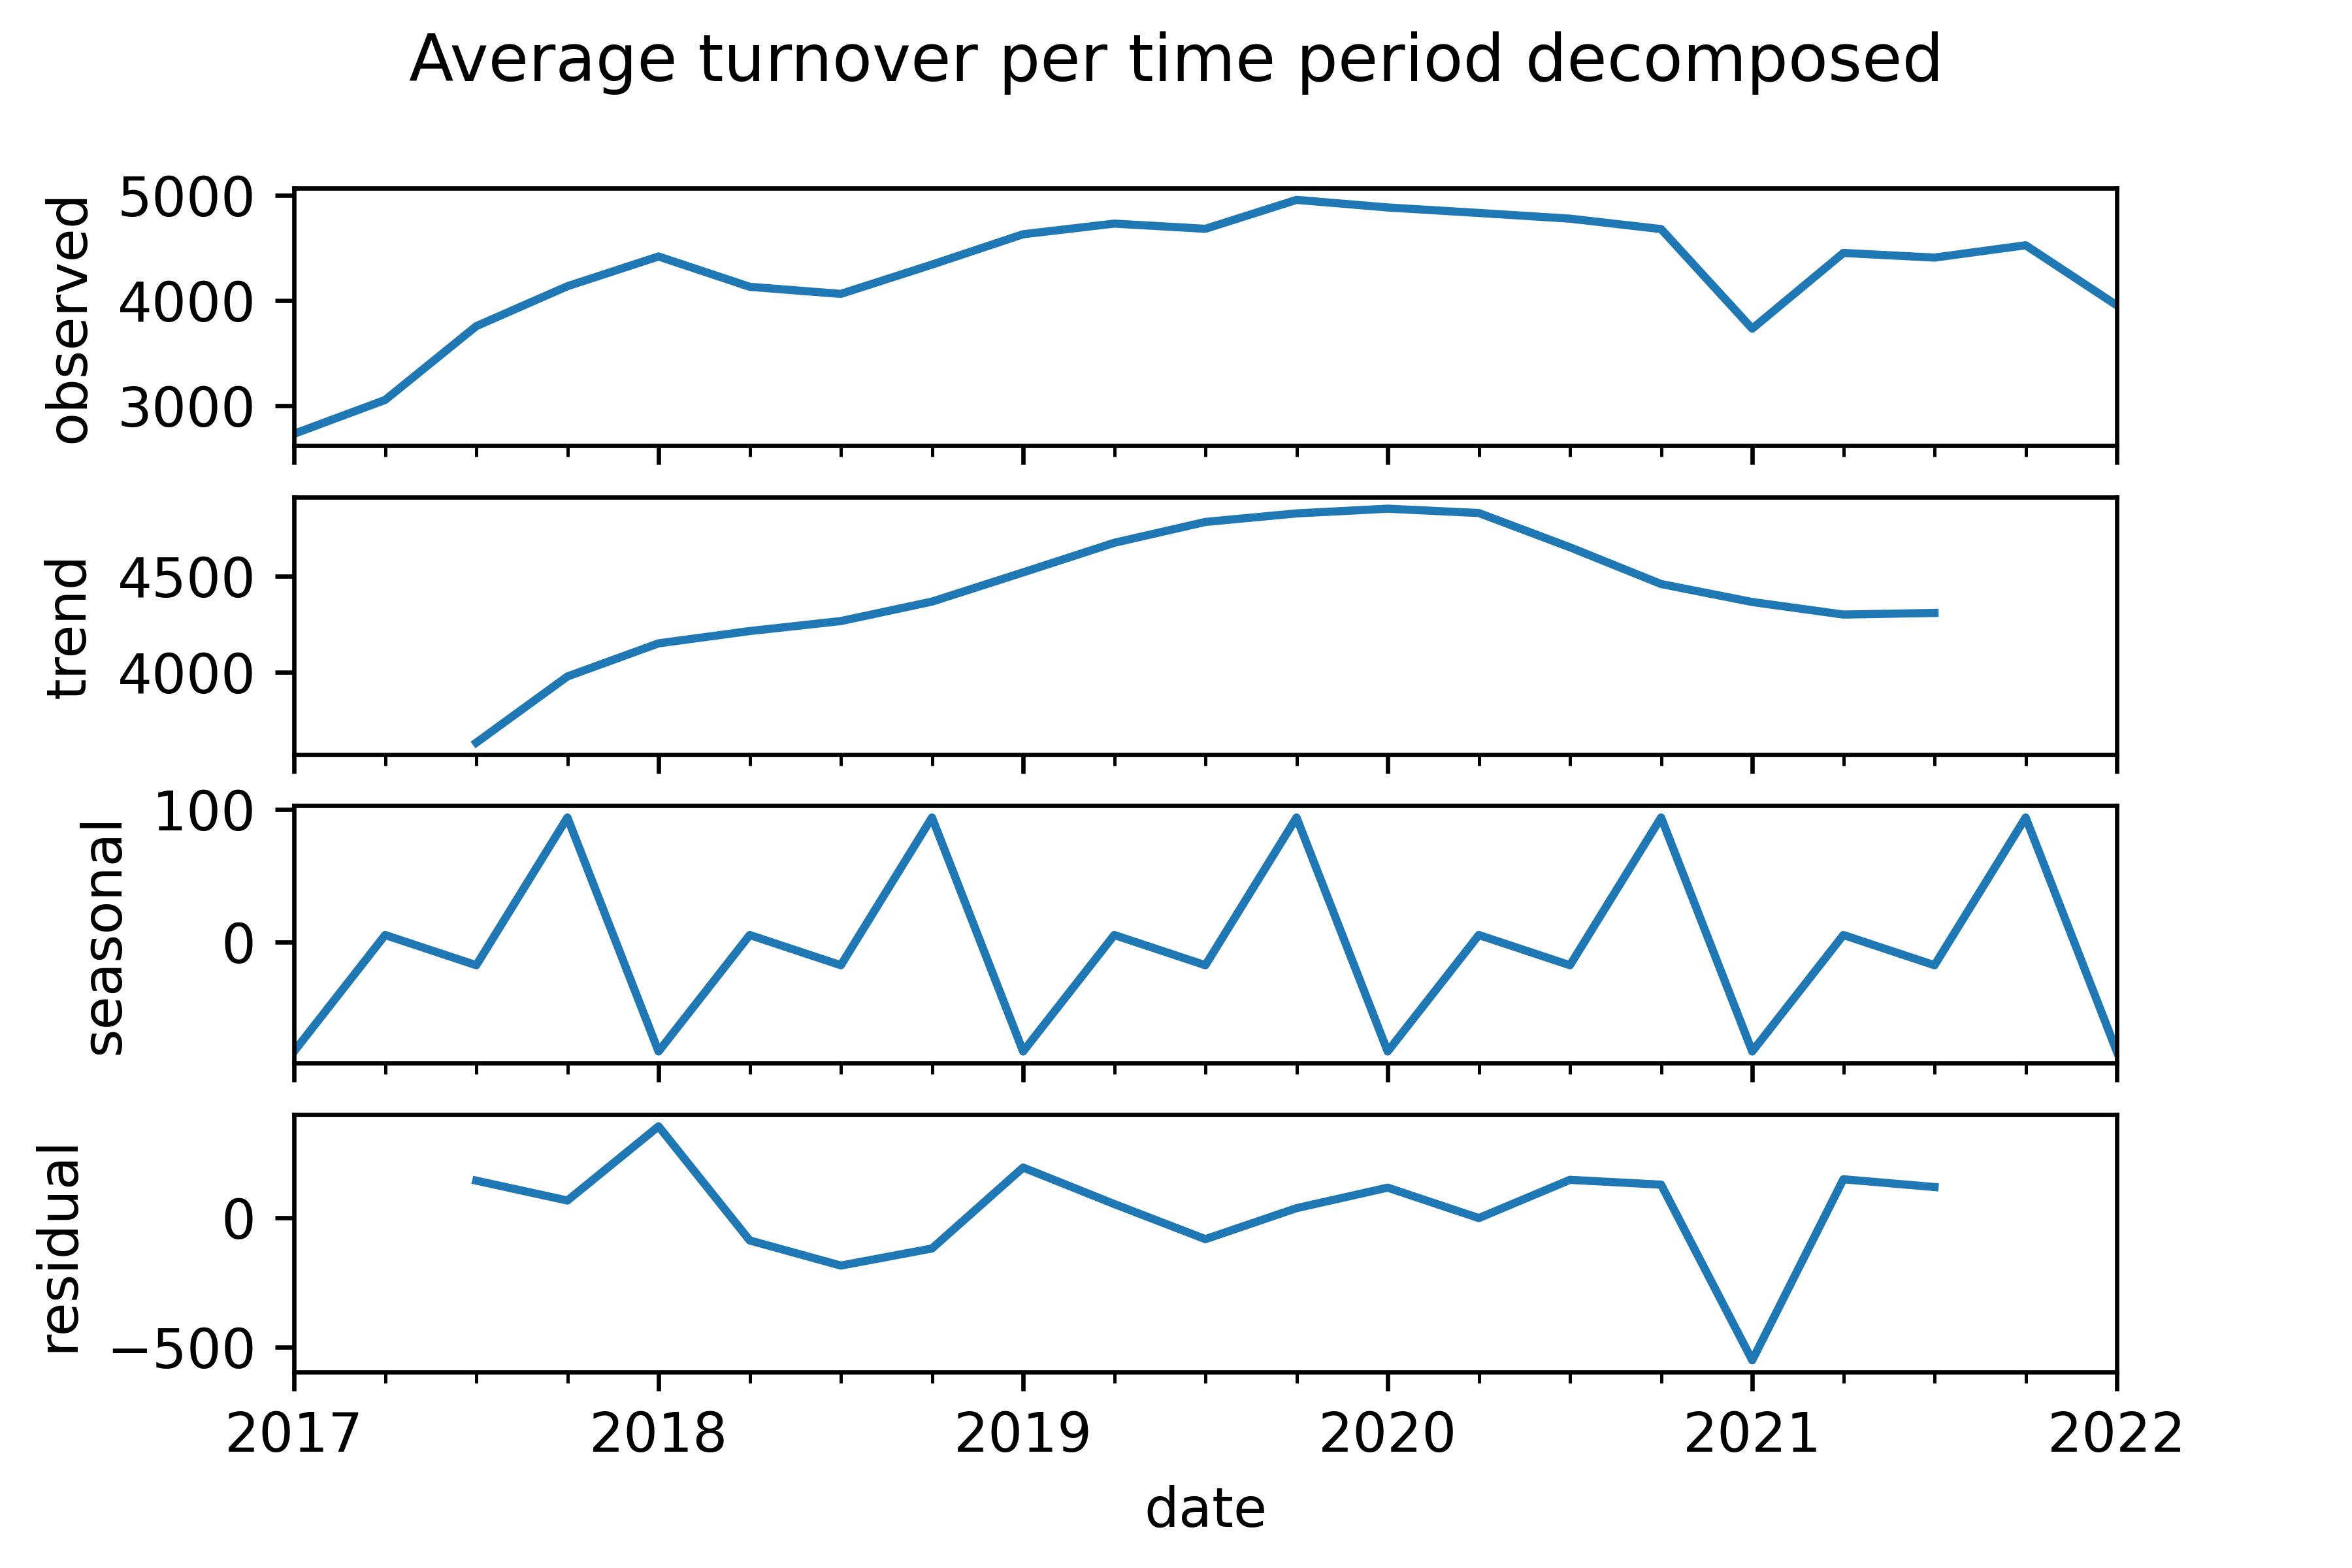 Average turnover per time period decomposed
observed
5000
4000
3000
trend
4500
4000
seasonal
100
0
residual
0
−500
2017 2018 2019 2020 2021 2022
date